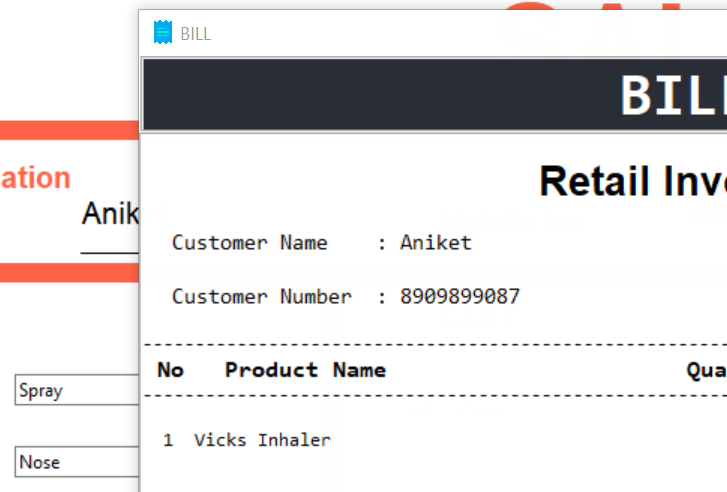 BILL
BILL
Retail Inv
ation
Anik
Customer Name : Aniket
Customer Number : 8909899087
No Product Name Qua
Spray
1 Vicks Inhaler
Nose